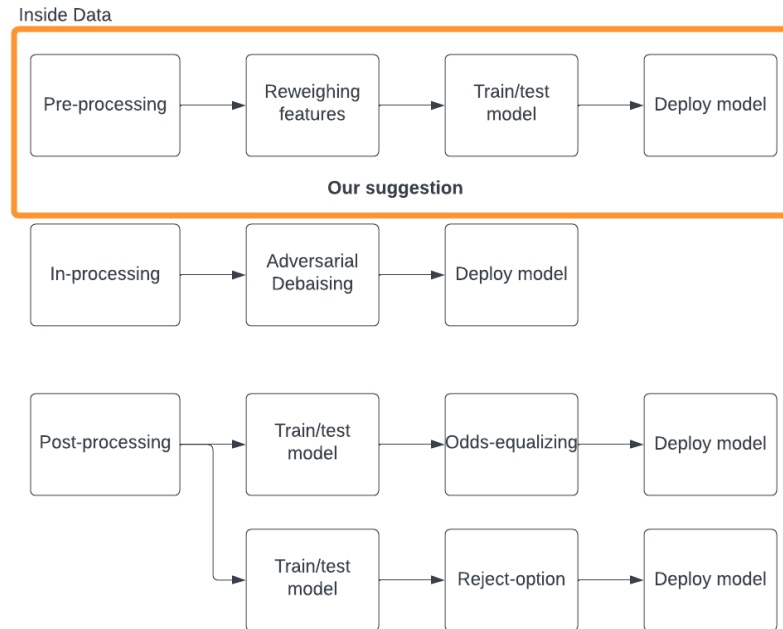 Inside Data
Pre-processing
Reweighing
features
Train/test
model
Deploy model
Our suggestion
In-processing
Adversarial
Debaising
Deploy model
Post-processing
Train/test
model
Odds-equalizing
Deploy model
Train/test
model
Reject-option
Deploy model